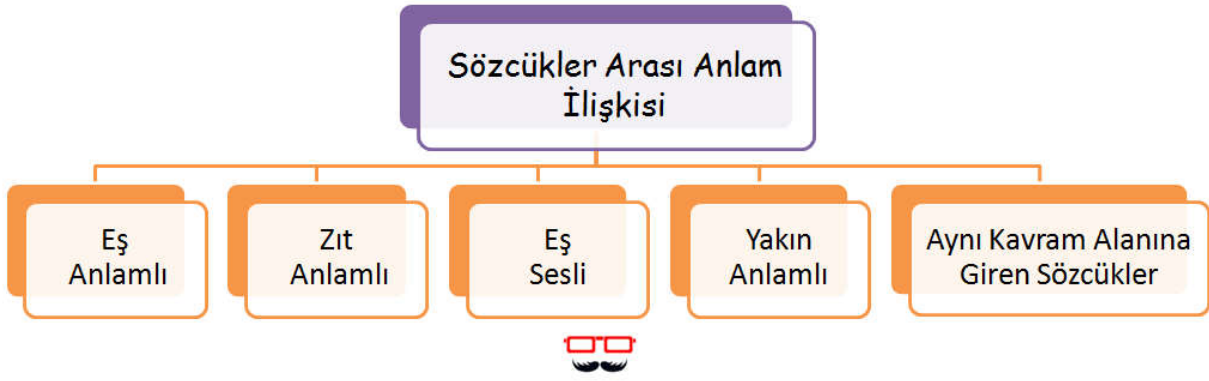 Sözcükler Arası Anlam
İlişkisi
Eş
Anlamlı
Zıt
Anlamlı
Eş
Sesli
Yakın
Anlamlı
Aynı Kavram Alanına
Giren Sözcükler